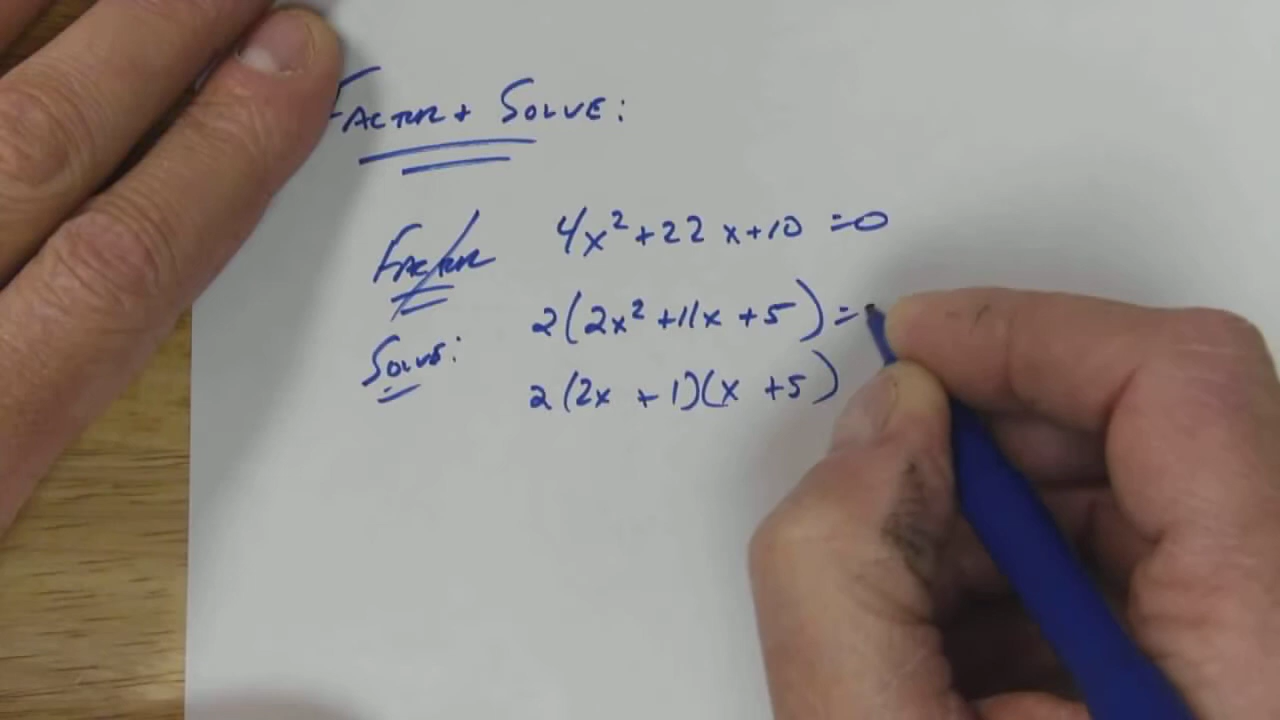 FACTOR + SOLVE:
FACTOR 4x² + 22x + 10 = 0
2(2x² + 11x + 5) =
SOLVE:
2(2x + 1)(x + 5)